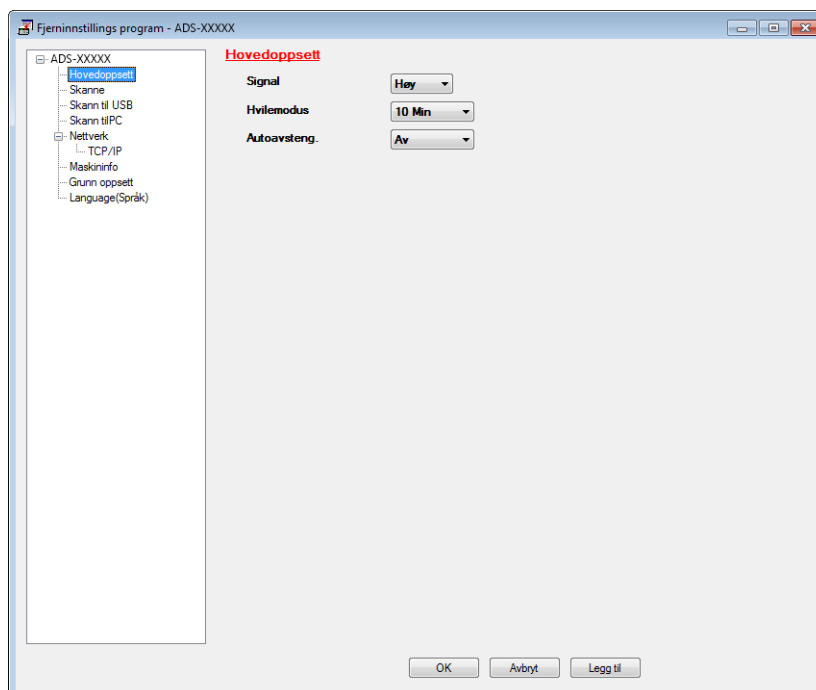 Fjerninnstillings program - ADS-XXXXX
ADS-XXXXX
Hovedoppsett
Skanne
Skann til USB
Skann tilPC
Nettverk
TCP/IP
Maskininfo
Grunn oppsett
Language(Språk)
Hovedoppsett
Signal Høy
Hvilemodus 10 Min
Autoavsteng. Av
OK Avbryt Legg til